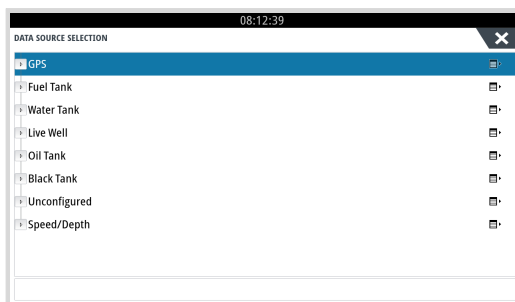 08:12:39
DATA SOURCE SELECTION
GPS
Fuel Tank
Water Tank
Live Well
Oil Tank
Black Tank
Unconfigured
Speed/Depth